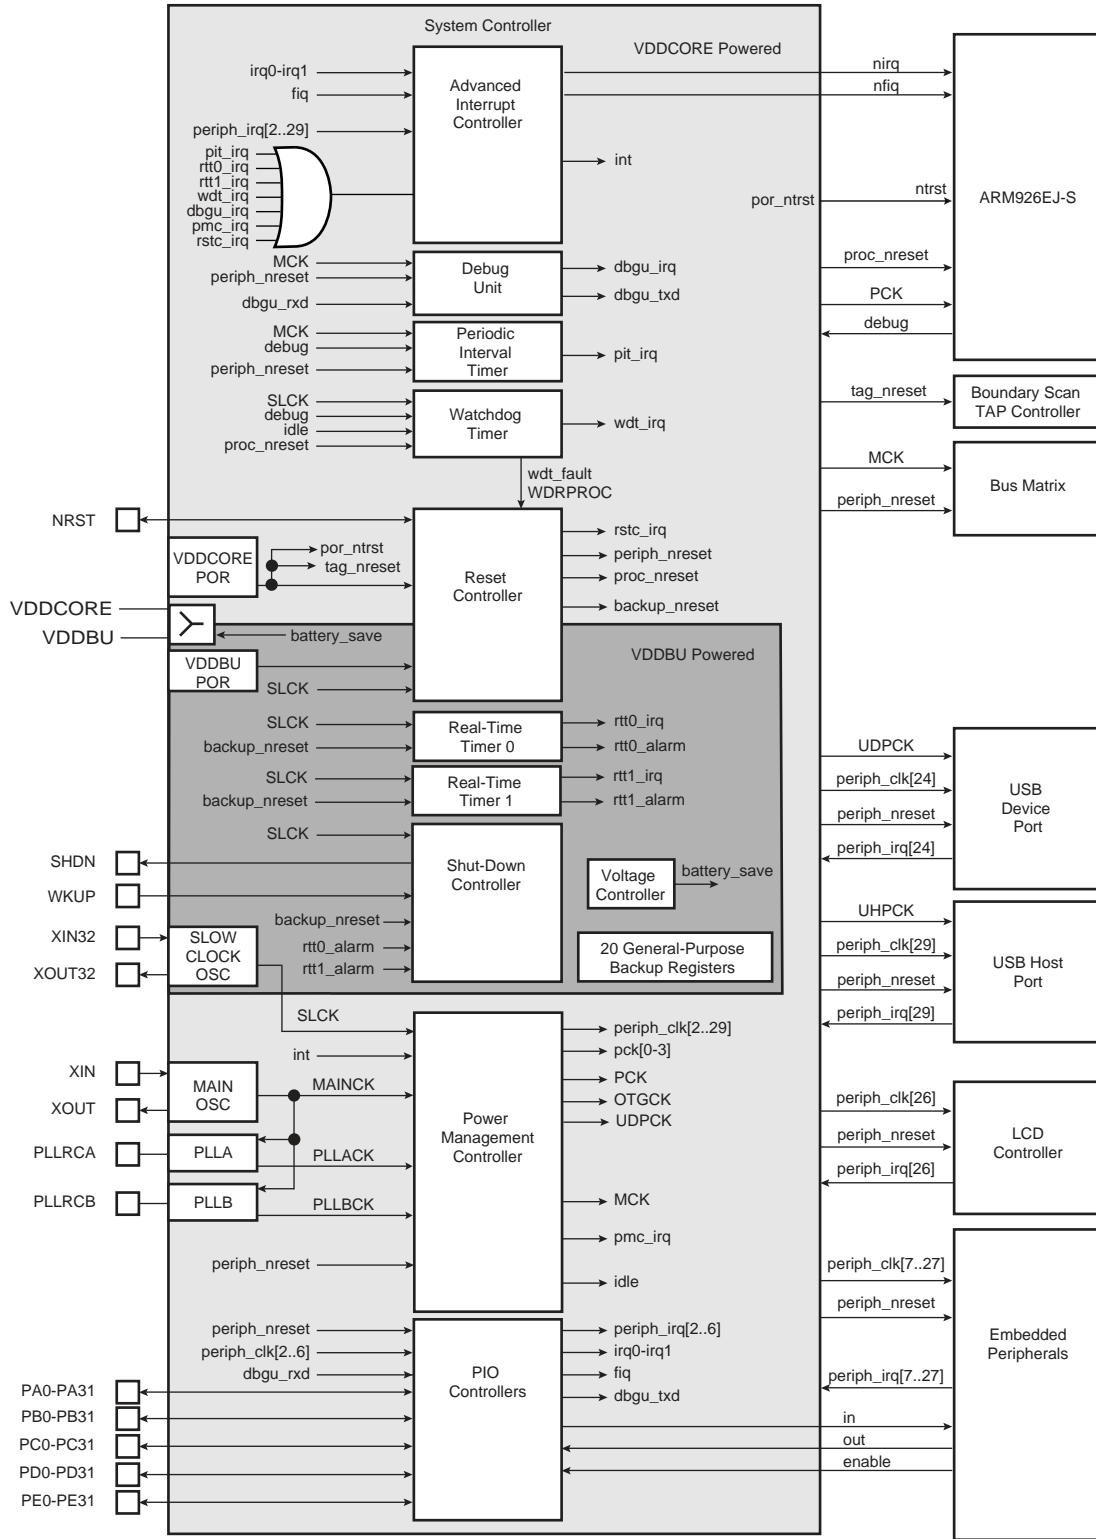 System Controller
VDDCORE Powered
irq0-irq1
fiq
periph_irq[2..29]
pit_irq
rtt0_irq
rtt1_irq
wdt_irq
dbgu_irq
pmc_irq
rstc_irq
Advanced
Interrupt
Controller
int
nirq
nfiq
por_ntrst
ntrst
ARM926EJ-S
proc_nreset
PCK
debug
MCK
periph_nreset
dbgu_rxd
Debug
Unit
dbgu_irq
dbgu_txd
MCK
debug
periph_nreset
Periodic
Interval
Timer
pit_irq
SLCK
debug
idle
proc_nreset
Watchdog
Timer
wdt_irq
tag_nreset
Boundary Scan
TAP Controller
wdt_fault
WDRPROC
MCK
periph_nreset
Bus Matrix
NRST
VDDCORE
POR
por_ntrst
tag_nreset
Reset
Controller
rstc_irq
periph_nreset
proc_nreset
backup_nreset
VDDCORE
VDDBU
battery_save
VDDBU
POR
SLCK
VDDBU Powered
SLCK
backup_nreset
Real-Time
Timer 0
rtt0_irq
rtt0_alarm
SLCK
backup_nreset
Real-Time
Timer 1
rtt1_irq
rtt1_alarm
UDPCK
periph_clk[24]
periph_nreset
periph_irq[24]
USB
Device
Port
SLCK
SHDN
WKUP
backup_nreset
rtt0_alarm
rtt1_alarm
Shut-Down
Controller
Voltage
Controller
battery_save
20 General-Purpose
Backup Registers
XIN32
XOUT32
SLOW
CLOCK
OSC
UHPCK
periph_clk[29]
periph_nreset
periph_irq[29]
USB Host
Port
SLCK
int
XIN
XOUT
MAIN
OSC
MAINCK
PLLRCA
PLLA
PLLACK
PLLRCB
PLLB
PLLBCK
periph_nreset
Power
Management
Controller
periph_clk[2..29]
pck[0-3]
PCK
OTGCK
UDPCK
MCK
pmc_irq
idle
periph_clk[26]
periph_nreset
periph_irq[26]
LCD
Controller
periph_clk[7..27]
periph_nreset
periph_irq[7..27]
in
out
enable
Embedded
Peripherals
periph_nreset
periph_clk[2..6]
dbgu_rxd
PIO
Controllers
periph_irq[2..6]
irq0-irq1
fiq
dbgu_txd
PA0-PA31
PB0-PB31
PC0-PC31
PD0-PD31
PE0-PE31